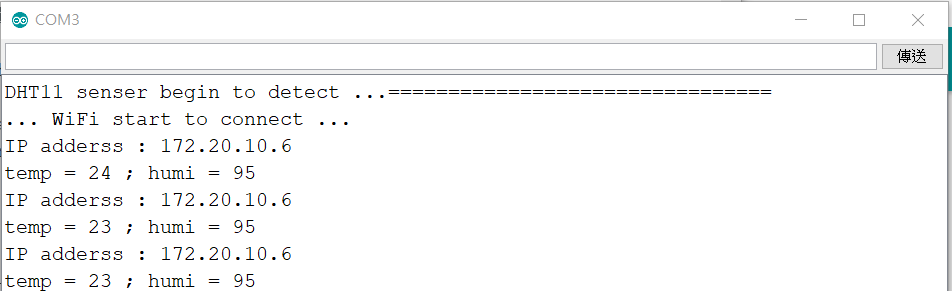 COM3
傳送
DHT11 senser begin to detect ...================================
... WiFi start to connect ...
IP adderss : 172.20.10.6
temp = 24 ; humi = 95
IP adderss : 172.20.10.6
temp = 23 ; humi = 95
IP adderss : 172.20.10.6
temp = 23 ; humi = 95